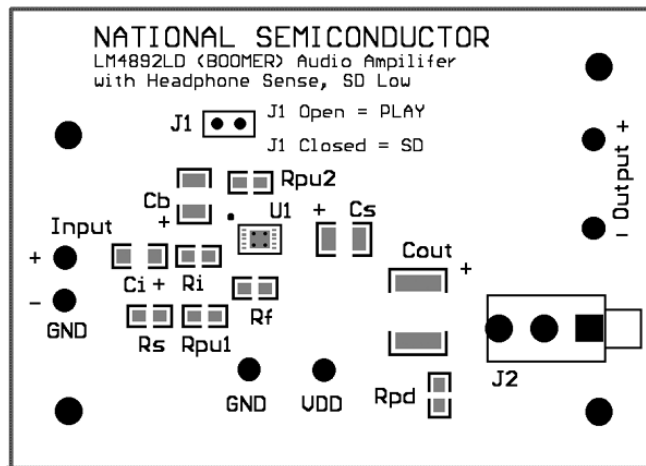 NATIONAL SEMICONDUCTOR
LM4892LD (BOOMER) Audio Ampilifer
with Headphone Sense, SD Low
J1
J1 Open = PLAY
J1 Closed = SD
Output +
-
Rpu2
Cb
+
U1
+
Cs
Input
+
-
GND
Ci +
Ri
Cout
+
Rf
Rs
Rpu1
J2
GND
VDD
Rpd